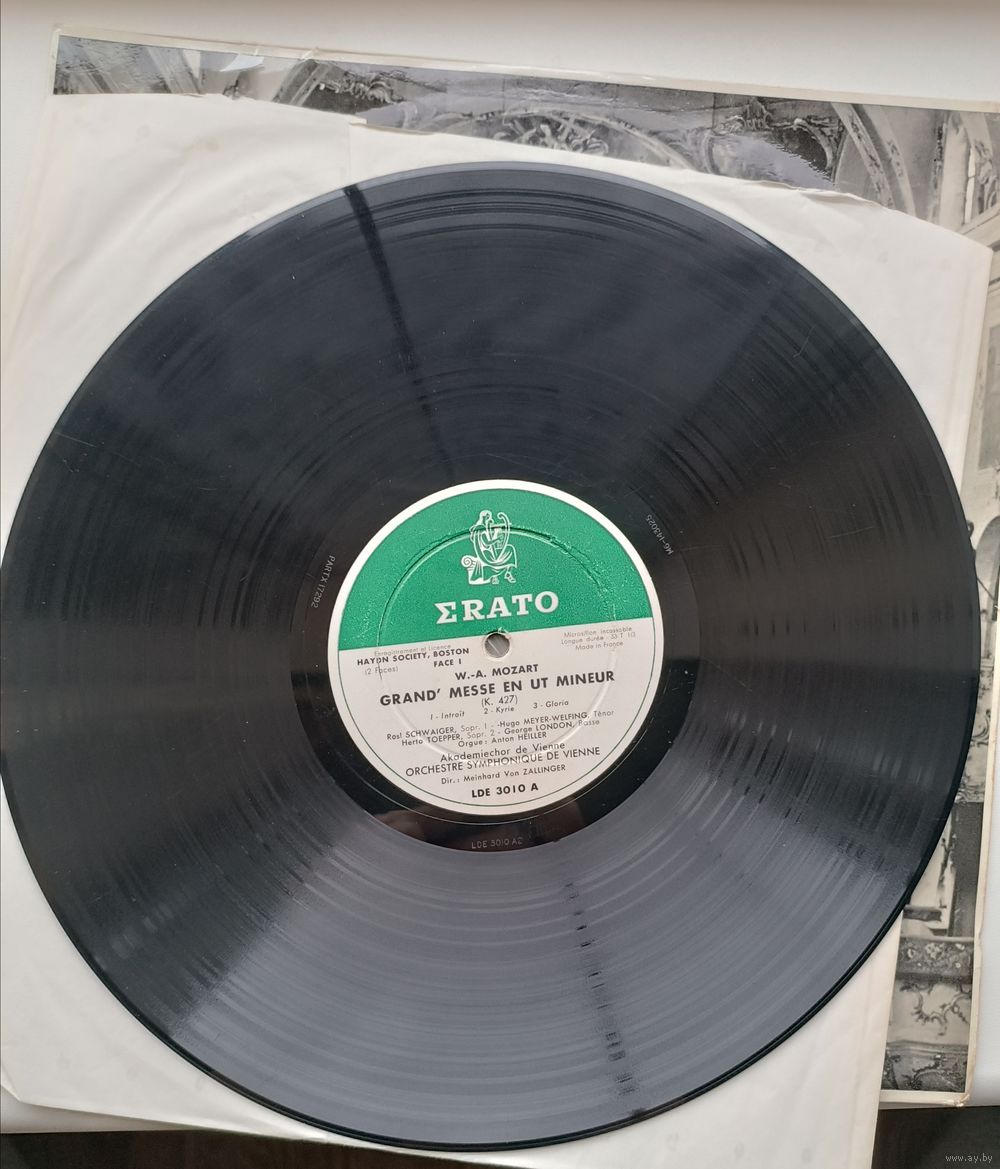 ΣRATO
Enregistrement et Licence
HAYDN SOCIETY, BOSTON
(2 Faces)
FACE I
Microsillon incassable
Longue durée - 33 T 1/3
Made in France
W.-A. MOZART
GRAND' MESSE EN UT MINEUR
(K. 427)
1 - Introït 2 - Kyrie 3 - Gloria
Rosl SCHWAIGER, Sopr. 1 - -Hugo MEYER-WELFING, Ténor
Herta TOEPPER, Sopr. 2 - George LONDON, Basse
Orgue : Anton HEILLER
Akademiechor de Vienne
ORCHESTRE SYMPHONIQUE DE VIENNE
Dir.: Meinhard Von ZALLINGER
LDE 3010 A
PARTX 17292
M6-143025
LDE 3010 A2
www.ay.by